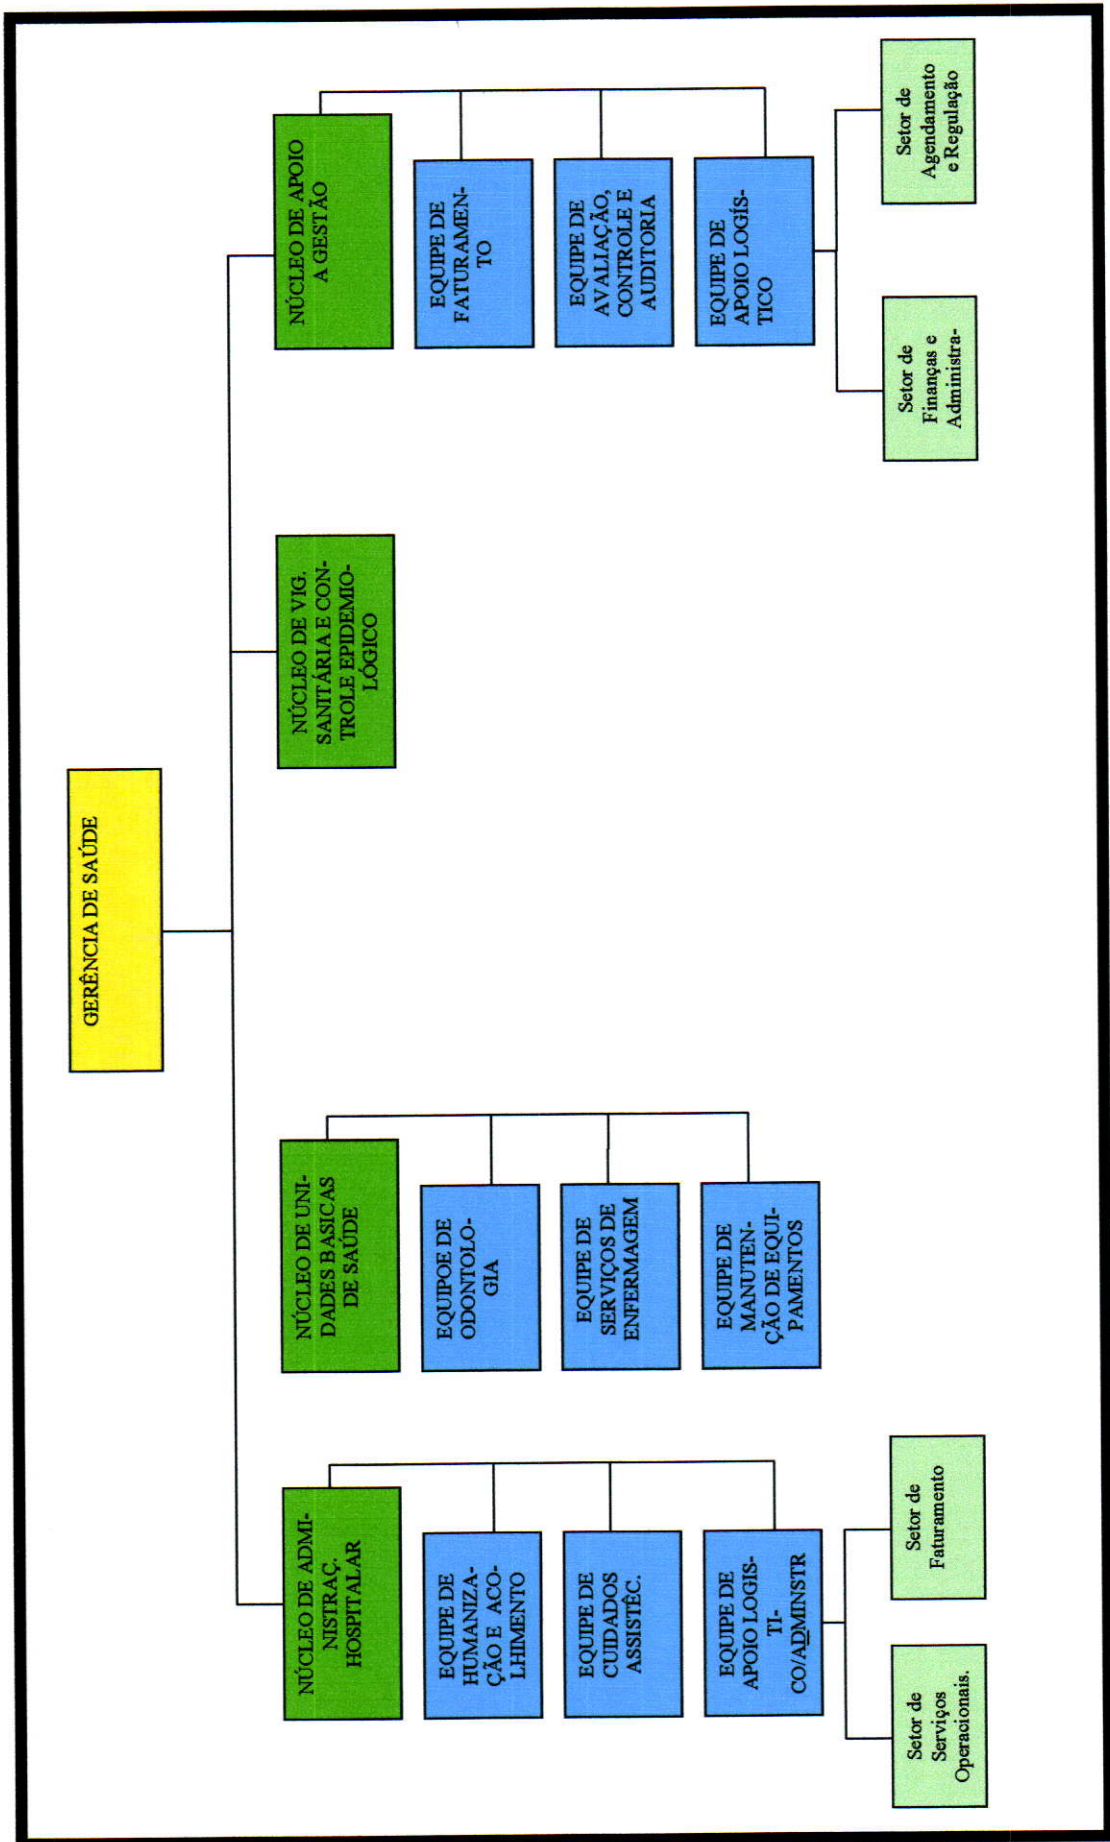 GERÊNCIA DE SAÚDE
NÚCLEO DE ADMI-
NISTRAÇ.
HOSPITALAR
EQUIPE DE
HUMANIZA-
ÇÃO E ACO-
LHIMENTO
EQUIPE DE
CUIDADOS
ASSISTÊC.
EQUIPE DE
APOIO LOGIS-
TI-
CO/ADMINSTR
Setor de
Serviços
Operacionais.
Setor de
Faturamento
NÚCLEO DE UNI-
DADES BASICAS
DE SAÚDE
EQUIPOE DE
ODONTOLO-
GIA
EQUIPE DE
SERVIÇOS DE
ENFERMAGEM
EQUIPE DE
MANUTEN-
ÇÃO DE EQUI-
PAMENTOS
NÚCLEO DE VIG.
SANITÁRIA E CON-
TROLE EPIDEMIO-
LÓGICO
NÚCLEO DE APOIO
A GESTÃO
EQUIPE DE
FATURAMEN-
TO
EQUIPE DE
AVALIAÇÃO,
CONTROLE E
AUDITORIA
EQUIPE DE
APOIO LOGÍS-
TICO
Setor de
Finanças e
Administra-
Setor de
Agendamento
e Regulação